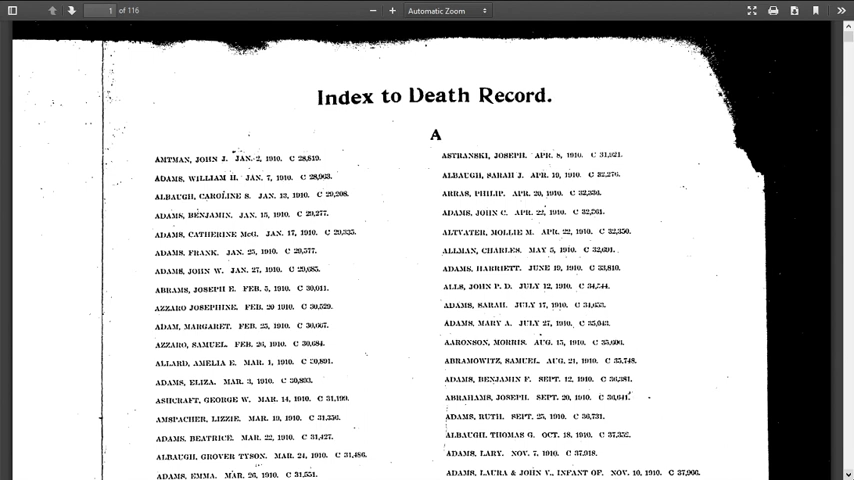 1 of 116 Automatic Zoom
Index to Death Record.
A
AMTMAN, JOHN J. JAN. 2, 1910. C 28,819.
ADAMS, WILLIAM H. JAN. 7, 1910. C 28,963.
ALBAUGH, CAROLINE S. JAN. 13, 1910. C 29,208.
ADAMS, BENJAMIN. JAN. 15, 1910. C 29,277.
ADAMS, CATHERINE McG. JAN. 17, 1910. C 29,335.
ADAMS, FRANK. JAN. 25, 1910. C 29,577.
ADAMS, JOHN W. JAN. 27, 1910. C 29,685.
ABRAMS, JOSEPH E. FEB. 5, 1910. C 30,011.
AZZARO JOSEPHINE. FEB. 20 1910. C 30,529.
ADAM, MARGARET. FEB. 25, 1910. C 30,667.
AZZARO, SAMUEL. FEB. 26, 1910. C 30,684.
ALLARD, AMELIA E. MAR. 1, 1910. C 30,891.
ADAMS, ELIZA. MAR. 3, 1910. C 30,893.
ASHCRAFT, GEORGE W. MAR. 14, 1910. C 31,199.
AMSPACHER, LIZZIE. MAR. 19, 1910. C 31,356.
ADAMS, BEATRICE. MAR. 22, 1910. C 31,427.
ALBAUGH, GROVER TYSON. MAR. 24, 1910. C 31,486.
ADAMS, EMMA. MAR. 26, 1910. C 31,551.
ASTRANSKI, JOSEPH. APR. 8, 1910. C 31,921.
ALBAUGH, SARAH J. APR. 19, 1910. C 32,276.
ARRAS, PHILIP. APR. 20, 1910. C 32,336.
ADAMS, JOHN C. APR. 22, 1910. C
ALTVATER, MOLLIE M. APR. 22, 1910. C 32,350.
ALLMAN, CHARLES. MAY 5, 1910. C 32,691.
ADAMS, HARRIETT. JUNE 19, 1910. C 33,810.
ALLS, JOHN P. D. JULY 12, 1910. C
ADAMS, SARAH. JULY 17, 1910. C
ADAMS, MARY A. JULY 27, 1910. C
AARONSON, MORRIS. AUG. 15, 1910. C 35,606.
ABRAMOWITZ, SAMUEL. AUG. 21, 1910. C 35,748.
ADAMS, BENJAMIN F. SEPT. 12, 1910. C 36,381.
ABRAHAMS, JOSEPH. SEPT. 20, 1910. C 36,641.
ADAMS, RUTH. SEPT. 25, 1910. C 36,731.
ALBAUGH, THOMAS G. OCT. 18, 1910. C 37,352.
ADAMS, LARY. NOV. 7, 1910. C 37,918.
ADAMS, LAURA & JOHN V., INFANT OF. NOV. 10, 1910. C 37,966.